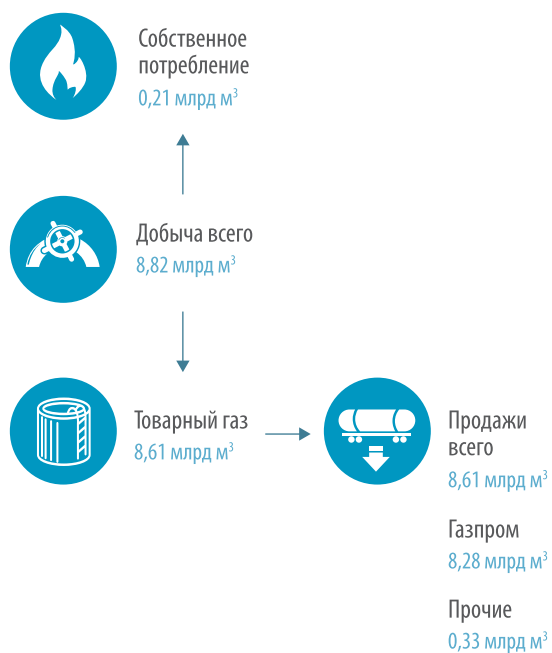 Собственное
потребление
0,21 млрд м³
Добыча всего
8,82 млрд м³
Товарный газ
8,61 млрд м³
Продажи
всего
8,61 млрд м³
Газпром
8,28 млрд м³
Прочие
0,33 млрд м³